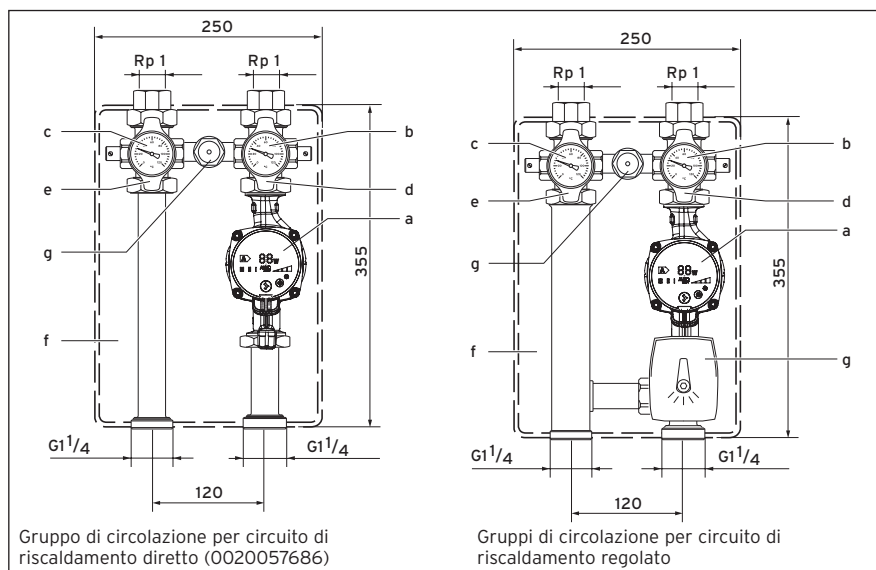 250
Rp 1
Rp 1
c
b
e
d
a
g
88w
355
f
G1 1/4
G1 1/4
120
Gruppo di circolazione per circuito di
riscaldamento diretto (0020057686)
250
Rp 1
Rp 1
c
b
e
d
a
g
88w
355
f
g
G1 1/4
G1 1/4
120
Gruppi di circolazione per circuito di
riscaldamento regolato